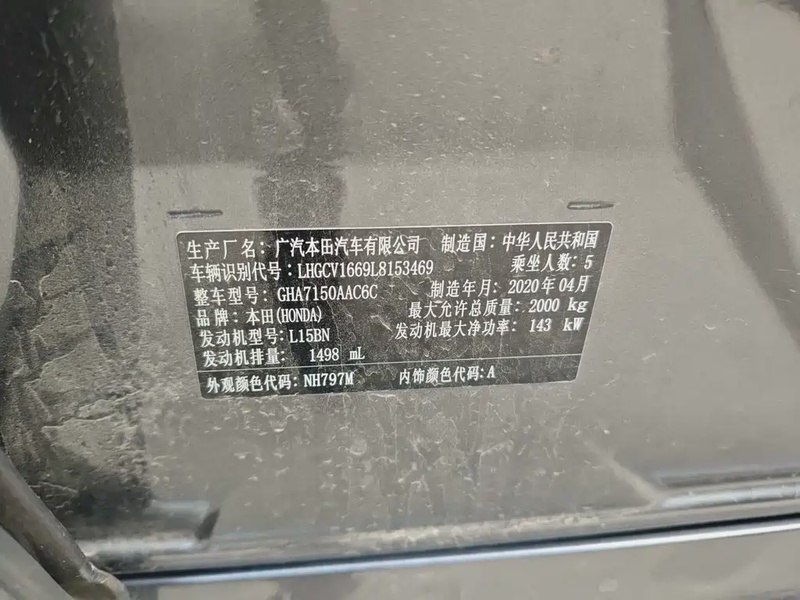 生产厂名:广汽本田汽车有限公司 制造国:中华人民共和国
车辆识别代号:LHGCV1669L8153469 乘坐人数:5
整车型号:GHA7150AAC6C 制造年月:2020年04月
品牌:本田(HONDA) 最大允许总质量:2000 kg
发动机型号:L15BN 发动机最大净功率:143 kW
发动机排量: 1498 mL
外观颜色代码:NH797M 内饰颜色代码:A